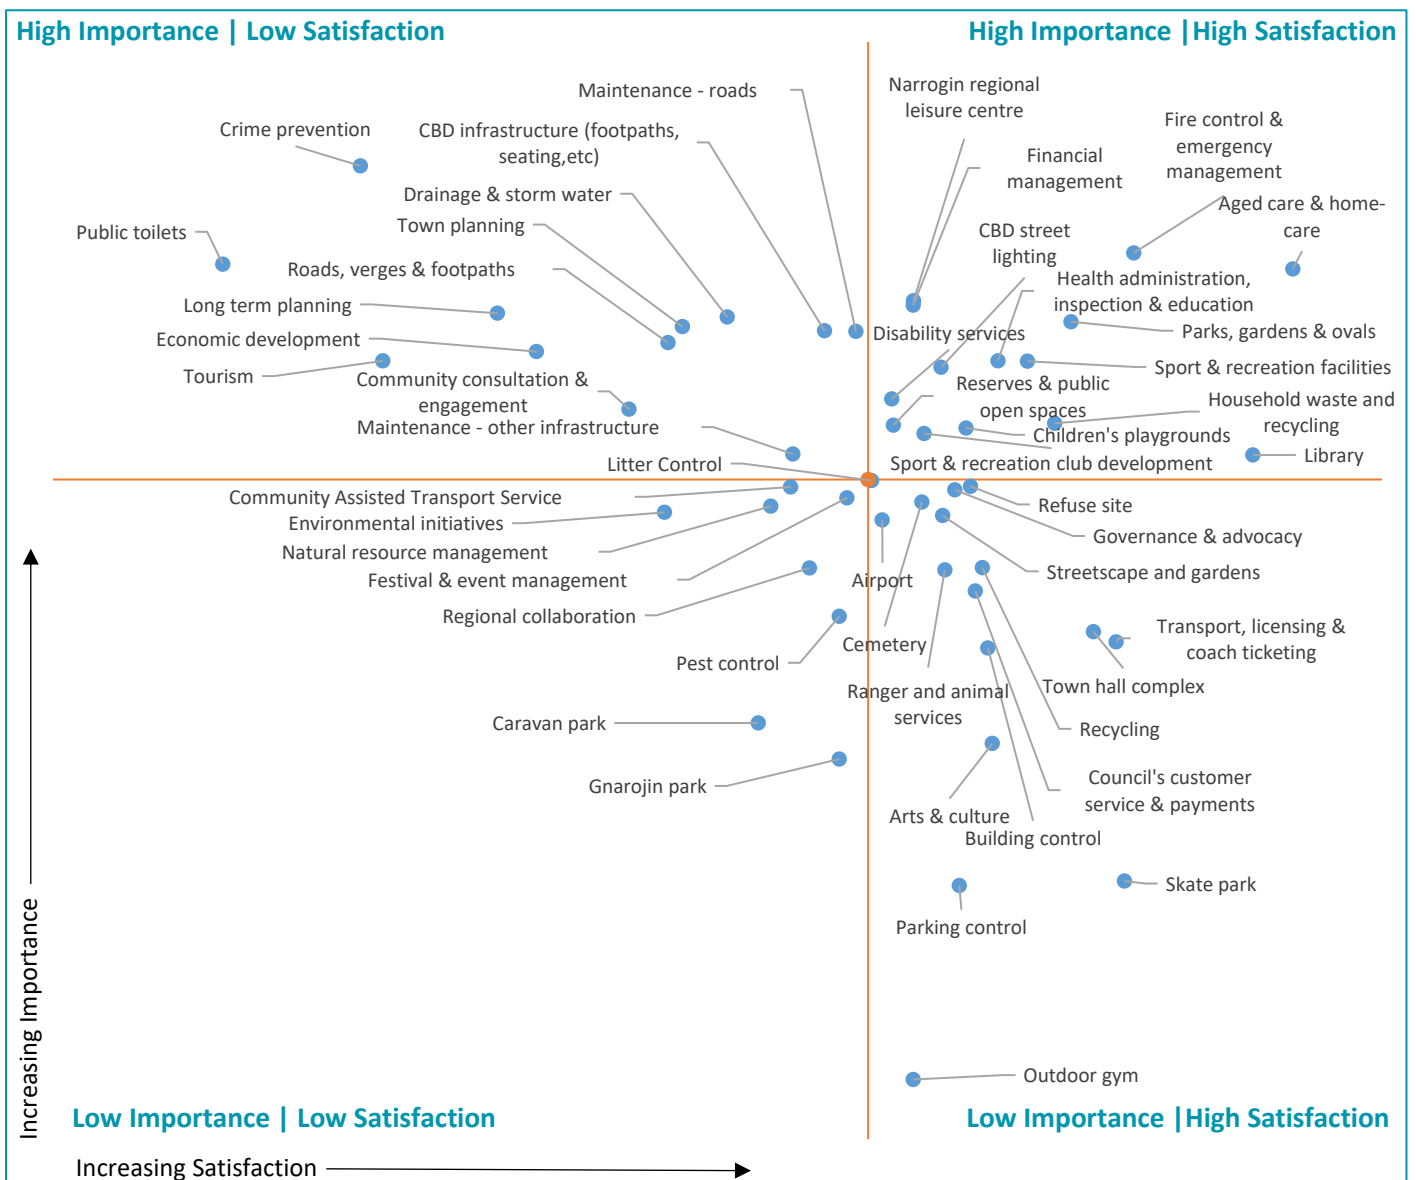 High Importance | Low Satisfaction
High Importance |High Satisfaction
Maintenance - roads
Narrogin regional
leisure centre
Crime prevention
CBD infrastructure (footpaths,
seating,etc)
Fire control &
emergency
management
Financial
management
Drainage & storm water
Aged care & home-
care
Town planning
Public toilets
CBD street
lighting
Roads, verges & footpaths
Health administration,
inspection & education
Long term planning
Disability services
Parks, gardens & ovals
Economic development
Tourism
Sport & recreation facilities
Community consultation &
engagement
Reserves & public
open spaces
Household waste and
recycling
Maintenance - other infrastructure
Children's playgrounds
Litter Control
Sport & recreation club development
Library
Community Assisted Transport Service
Refuse site
Environmental initiatives
Governance & advocacy
Natural resource management
Festival & event management
Airport
Streetscape and gardens
Regional collaboration
Cemetery
Transport, licensing &
coach ticketing
Pest control
Ranger and animal
services
Town hall complex
Caravan park
Recycling
Gnarojin park
Council's customer
service & payments
Arts & culture
Building control
Skate park
Parking control
Outdoor gym
Increasing Importance
Low Importance | Low Satisfaction
Low Importance |High Satisfaction
Increasing Satisfaction